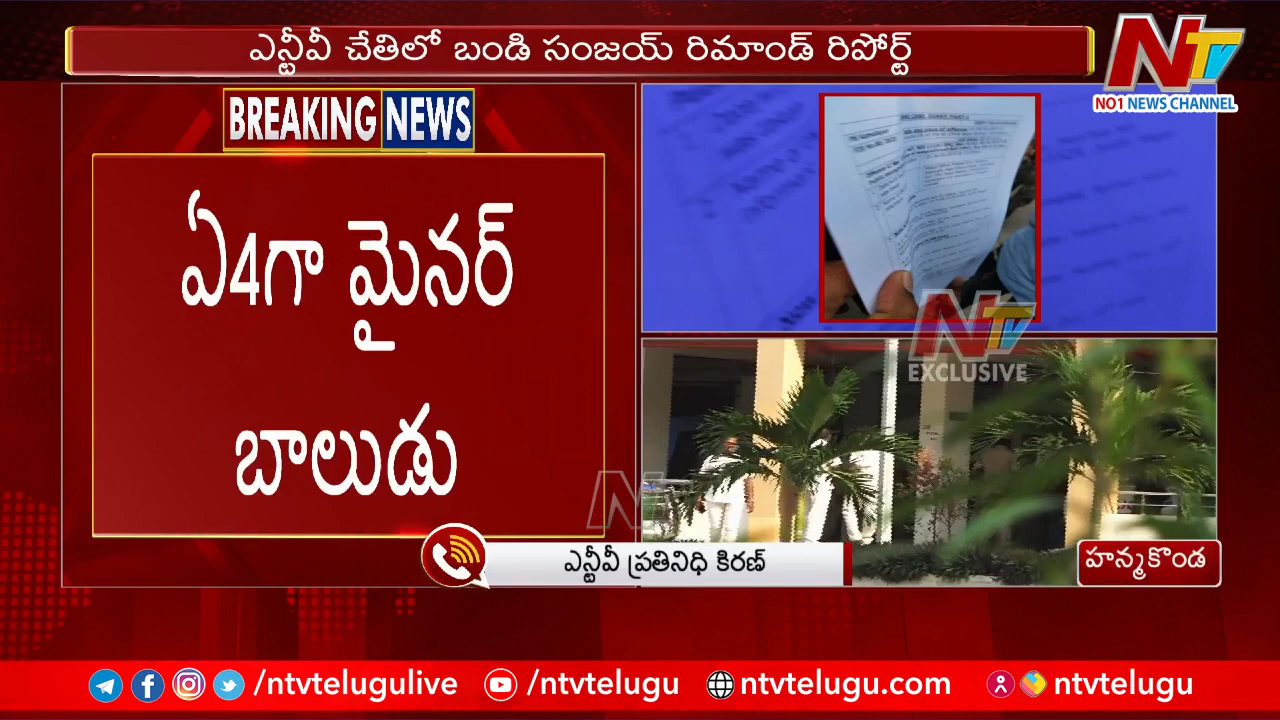 ఎన్టీవీ చేతిలో బండి సంజయ్ రిమాండ్ రిపోర్ట్
NTV
NO1 NEWS CHANNEL
BREAKING NEWS
ఏ4గా మైనర్
బాలుడు
NTV
EXCLUSIVE
ఎన్టీవీ ప్రతినిధి కిరణ్
హన్మకొండ
/ntvtelugulive
/ntvtelugu
ntvtelugu.com
ntvtelugu